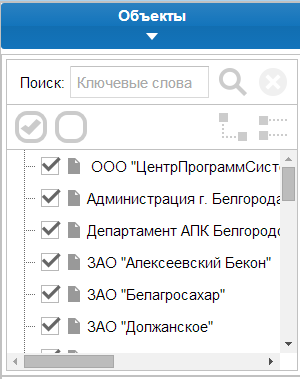 Объекты
Поиск: Ключевые слова
ООО "ЦентрПрограммСист
Администрация г. Белгорода
Департамент АПК Белгородс
ЗАО "Алексеевский Бекон"
ЗАО "Белагросахар"
ЗАО "Должанское"